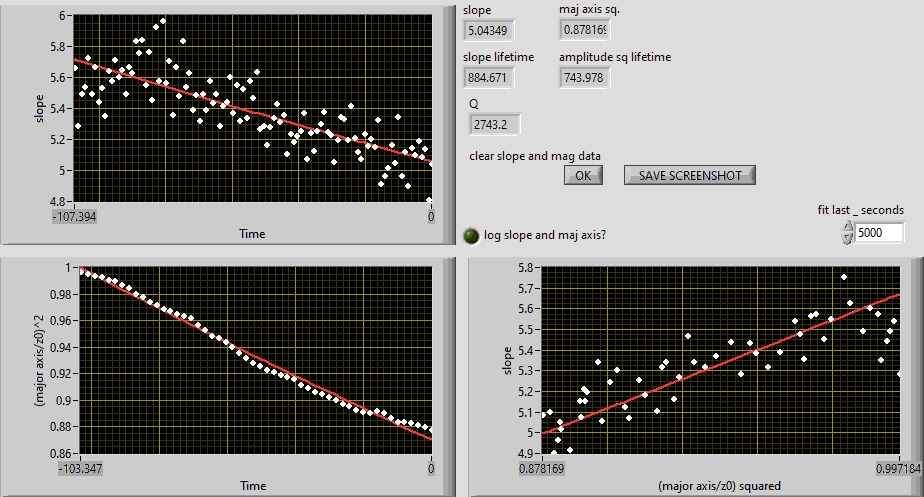 slope
maj axis sq.
5.04349
0.878169
slope lifetime
amplitude sq lifetime
884.671
743.978
Q
2743.2
clear slope and mag data
OK
SAVE SCREENSHOT
fit last _ seconds
5000
log slope and maj axis?
6
5.8
5.6
5.4
5.2
5
4.8
slope
-107.394
0
Time
1
0.98
0.96
0.94
0.92
0.9
0.88
0.86
(major axis/z0)^2
-103.347
0
Time
5.8
5.7
5.6
5.5
5.4
5.3
5.2
5.1
5
4.9
slope
0.878169
0.997184
(major axis/z0) squared